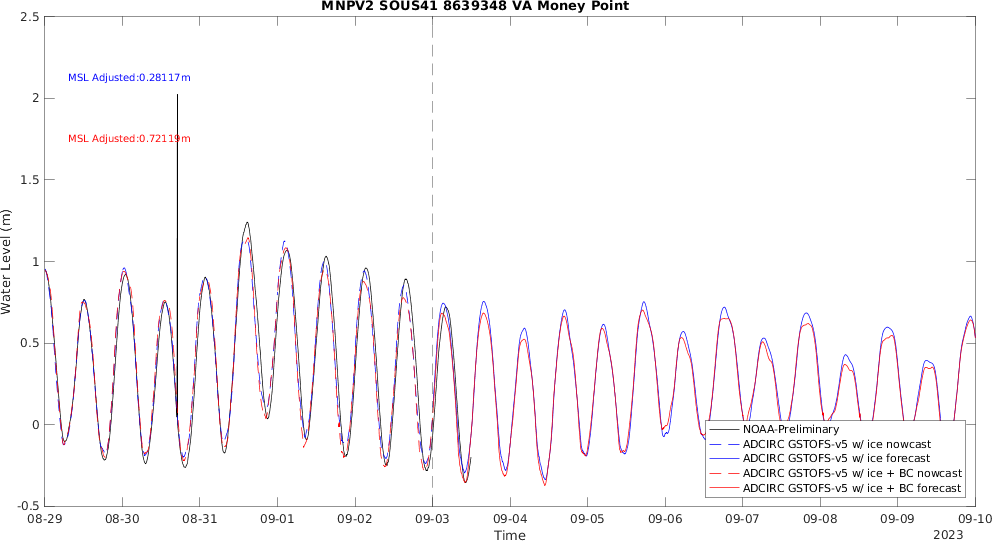 MNPV2 SOUS41 8639348 VA Money Point
2.5
MSL Adjusted:0.28117m
2
MSL Adjusted:0.72119m
1.5
1
0.5
0
-0.5
Water Level (m)
NOAA-Preliminary
ADCIRC GSTOFS-v5 w/ ice nowcast
ADCIRC GSTOFS-v5 w/ ice forecast
ADCIRC GSTOFS-v5 w/ ice + BC nowcast
ADCIRC GSTOFS-v5 w/ ice + BC forecast
08-29 08-30 08-31 09-01 09-02 09-03 09-04 09-05 09-06 09-07 09-08 09-09 09-10
Time
2023